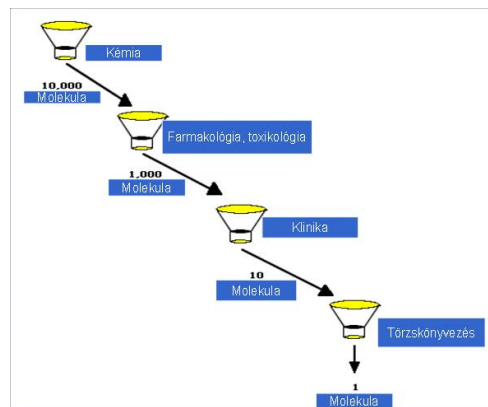 Kémia
10,000
Molekula
Farmakológia, toxikológia
1,000
Molekula
Klinika
10
Molekula
Törzskönyvezés
1
Molekula